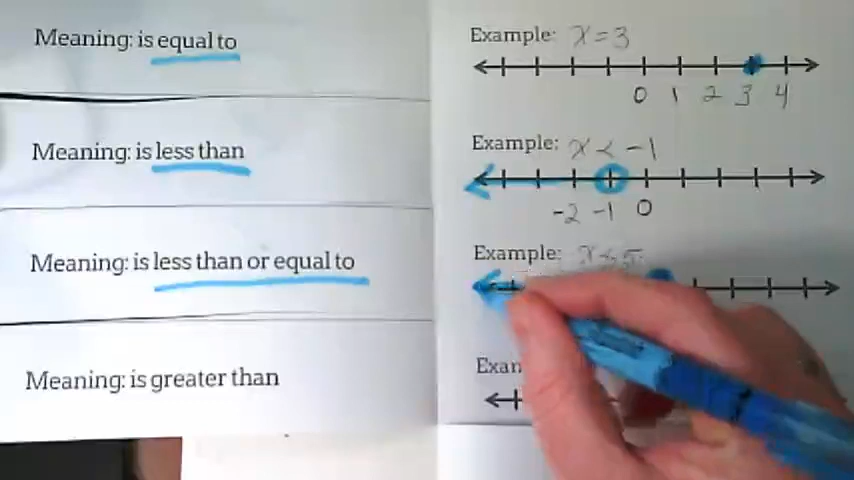 Meaning: is equal to
Example: x = 3
0 1 2 3 4
Meaning: is less than
Example: x < -1
-2 -1 0
Meaning: is less than or equal to
Example:
Meaning: is greater than